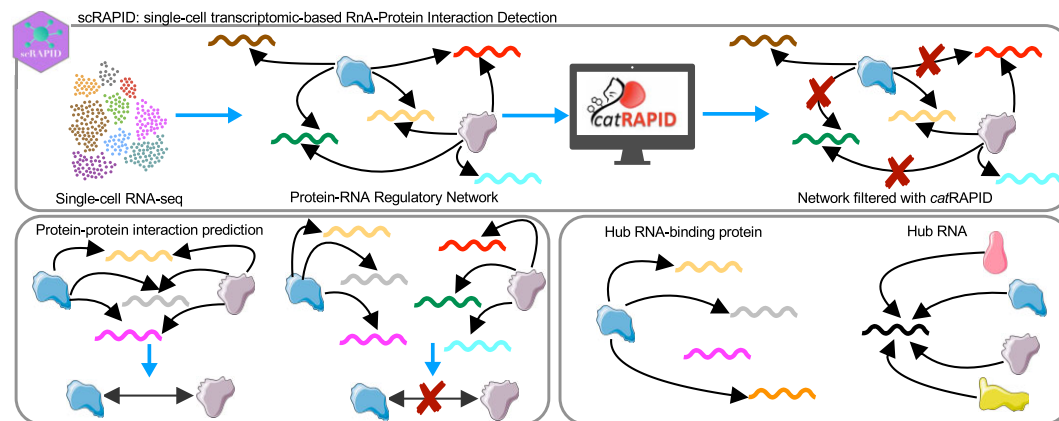 scRAPID: single-cell transcriptomic-based RnA-Protein Interaction Detection
scRAPID
catRAPID
Single-cell RNA-seq
Protein-RNA Regulatory Network
Network filtered with catRAPID
Protein-protein interaction prediction
Hub RNA-binding protein
Hub RNA